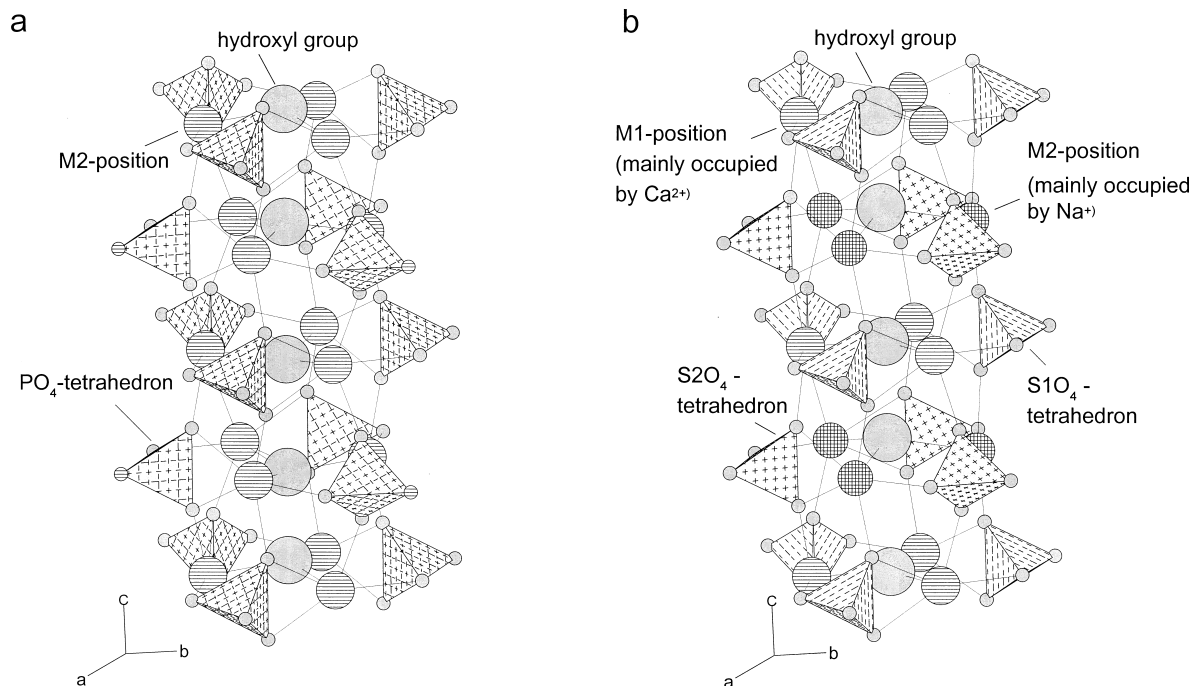 a
hydroxyl group
M2-position
PO4-tetrahedron
c
b
a
b
hydroxyl group
M1-position
(mainly occupied
by Ca2+)
M2-position
(mainly occupied
by Na+)
S2O4 -
tetrahedron
S1O4 -
tetrahedron
c
b
a